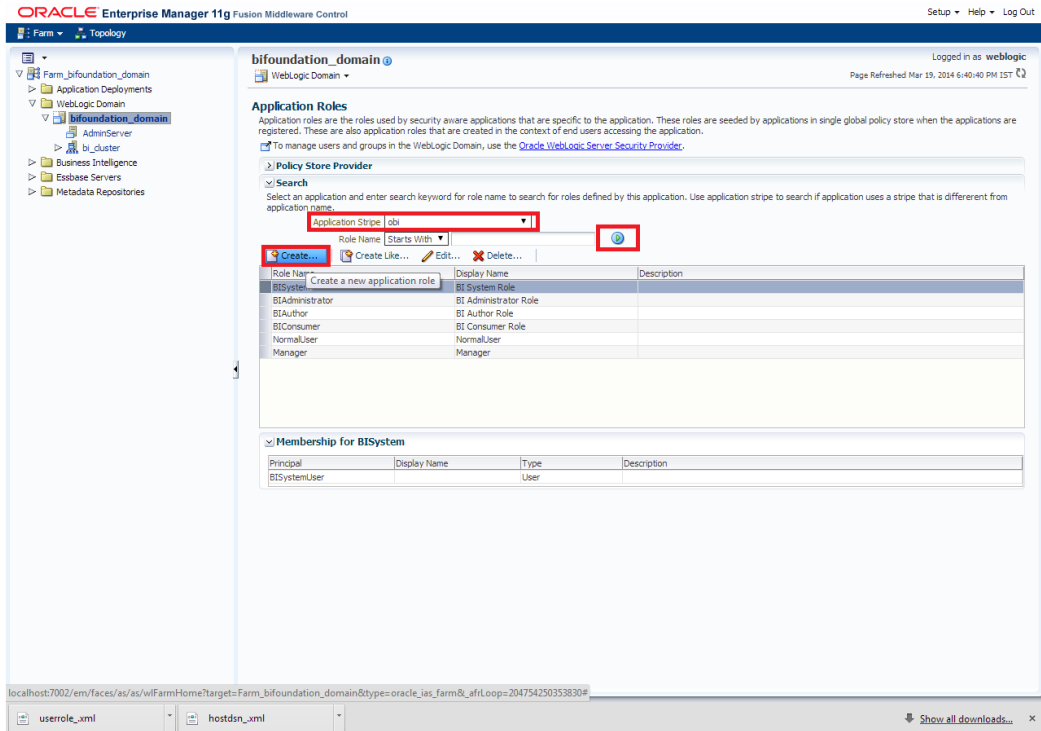 ORACLE Enterprise Manager 11g Fusion Middleware Control
Setup Help Log Out
Farm Topology
Farm_bifoundation_domain
Application Deployments
WebLogic Domain
bifoundation_domain
AdminServer
bi_cluster
Business Intelligence
Essbase Servers
Metadata Repositories
bifoundation_domain
Logged in as weblogic
WebLogic Domain
Page Refreshed Mar 19, 2014 6:40:40 PM IST
Application Roles
Application roles are the roles used by security aware applications that are specific to the application. These roles are seeded by applications in single global policy store when the applications are
registered. These are also application roles that are created in the context of end users accessing the application.
To manage users and groups in the WebLogic Domain, use the Oracle WebLogic Server Security Provider.
Policy Store Provider
Search
Select an application and enter search keyword for role name to search for roles defined by this application. Use application stripe to search if application uses a stripe that is different from
application name.
Application Stripe obi
Role Name Starts With
Create... Create Like... Edit... Delete...
Role Name Display Name Description
Create a new application role
BISystem BI System Role
BIAdministrator BI Administrator Role
BIAuthor BI Author Role
BIConsumer BI Consumer Role
NormalUser NormalUser
Manager Manager
Membership for BISystem
Principal Display Name Type Description
BISystemUser User
localhost:7002/em/faces/as/as/wlFarmHome?target=Farm_bifoundation_domain&type=oracle_ias_farm&_afrLoop=204754250353830#
userrole_.xml hostdsn_.xml Show all downloads...